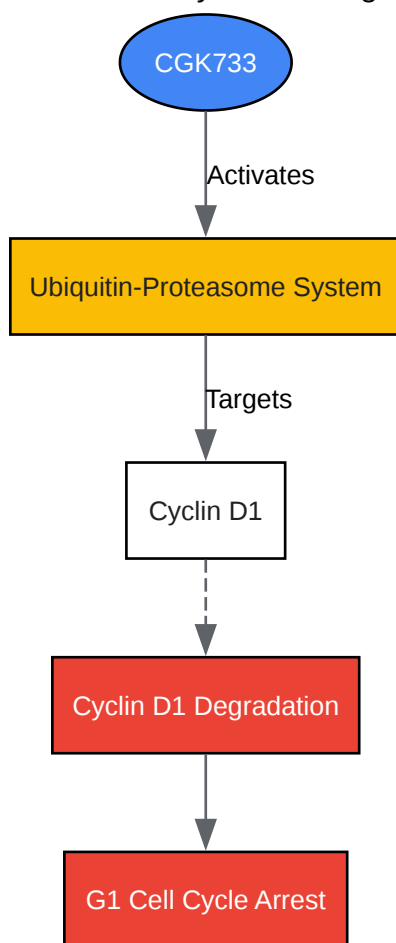 CGK733
Activates
Ubiquitin-Proteasome System
Targets
Cyclin D1
Cyclin D1 Degradation
G1 Cell Cycle Arrest